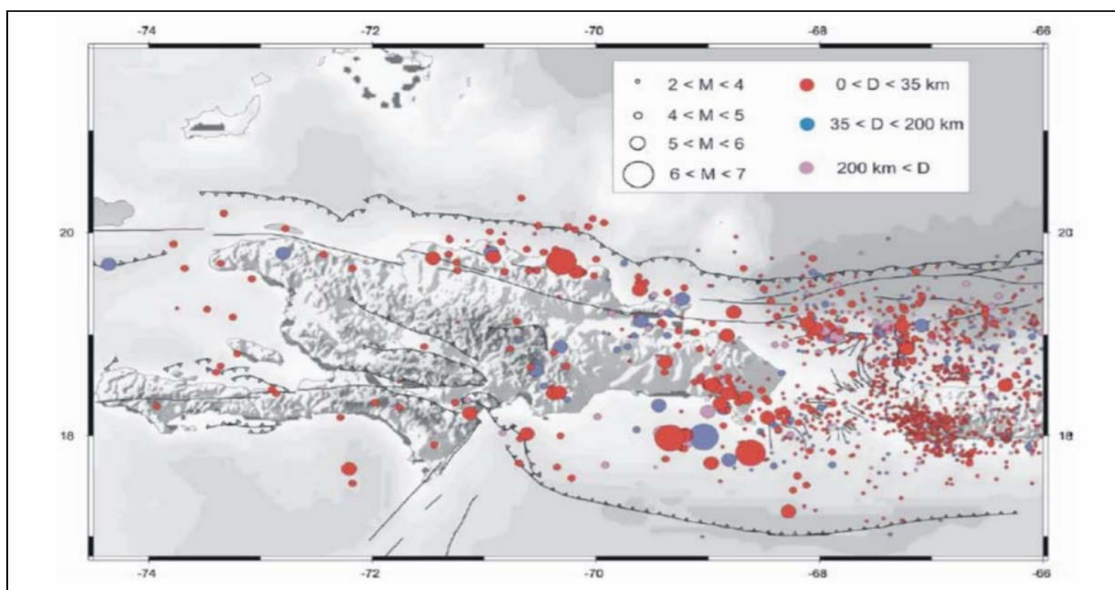 -74 -72 -70 -68 -66
2 < M < 4 0 < D < 35 km
4 < M < 5 35 < D < 200 km
5 < M < 6 200 km < D
6 < M < 7
20 20
18 18
-74 -72 -70 -68 -66